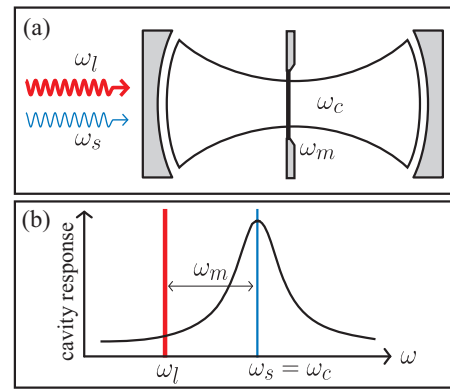 (a)
ω_l
ω_s
ω_c
ω_m
(b)
cavity response
ω_m
ω_l
ω_s = ω_c
ω